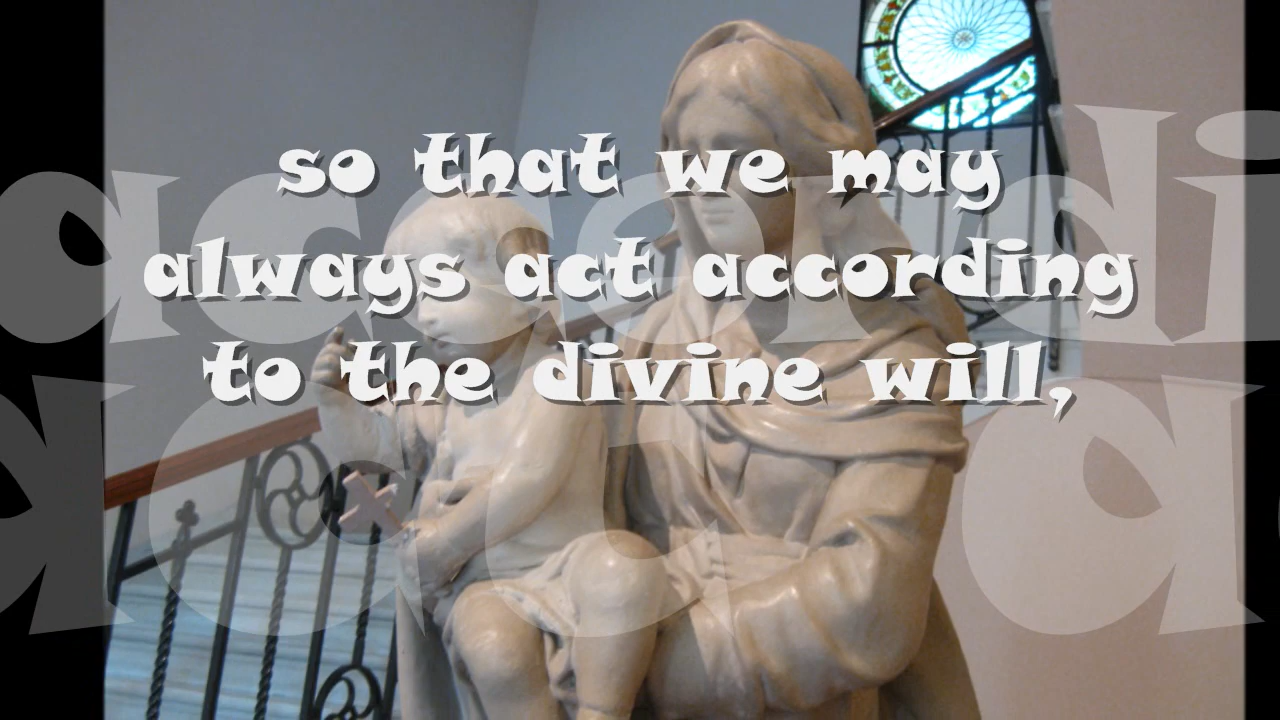 so that we may
always act according
to the divine will,